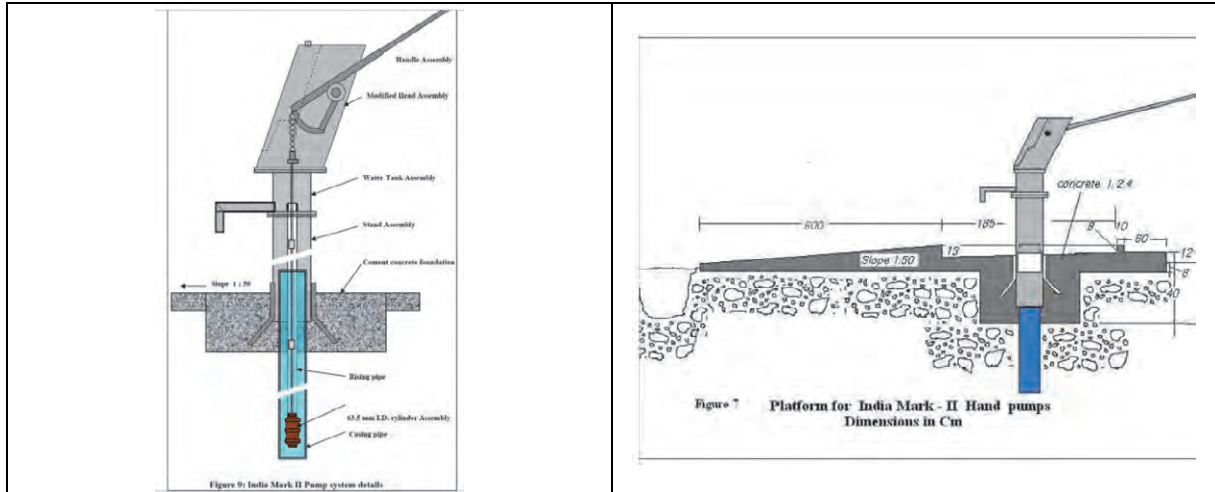 Handle Assembly
Modified Head Assembly
Water Tank Assembly
Stand Assembly
Cement concrete foundation
Slope 1 : 50
Rising pipe
63.5 mm I.D. cylinder Assembly
Casing pipe
Figure 9: India Mark II Pump system details
concrete 1:2:4
600
185
10
9
60
13
12
Slope 1:50
8
Figure 7 Platform for India Mark - II Hand pumps
Dimensions in Cm